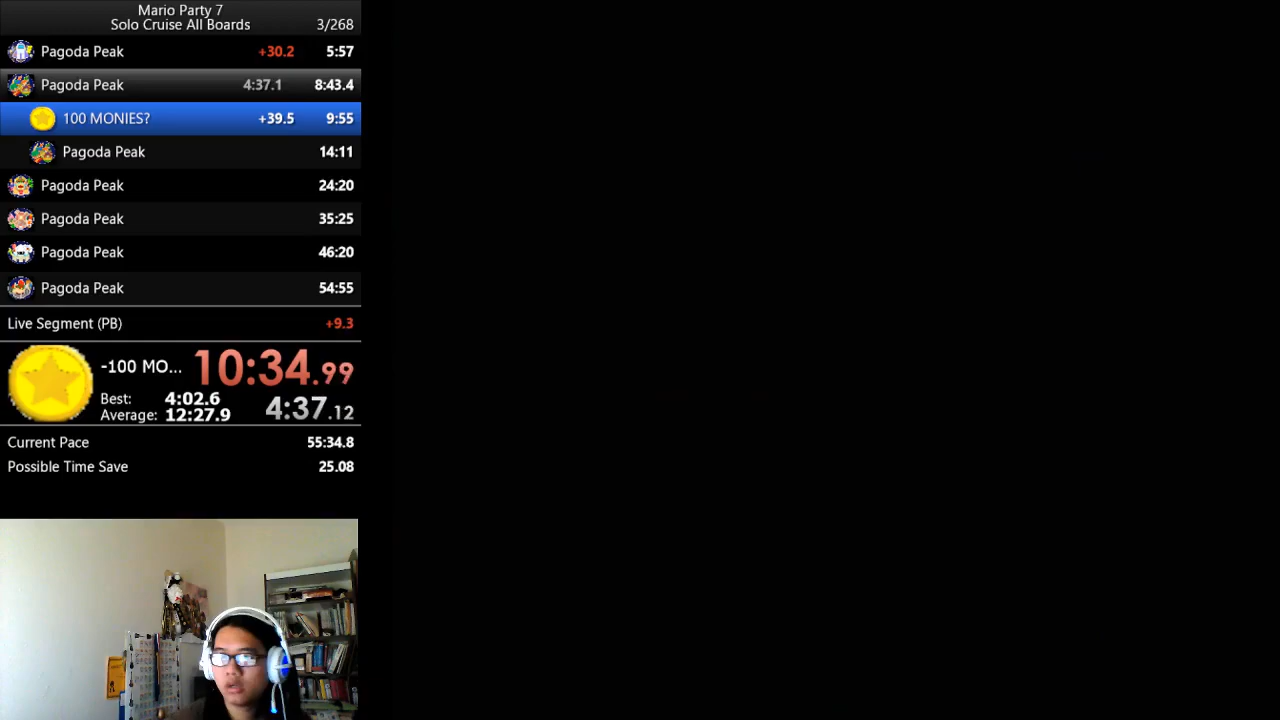 Mario Party 7
Solo Cruise All Boards 3/268
Pagoda Peak +30.2 5:57
Pagoda Peak 4:37.1 8:43.4
100 MONIES? +39.5 9:55
Pagoda Peak 14:11
Pagoda Peak 24:20
Pagoda Peak 35:25
Pagoda Peak 46:20
Pagoda Peak 54:55
Live Segment (PB) +9.3
-100 MO... 10:34.99
Best: 4:02.6
Average: 12:27.9 4:37.12
Current Pace 55:34.8
Possible Time Save 25.08